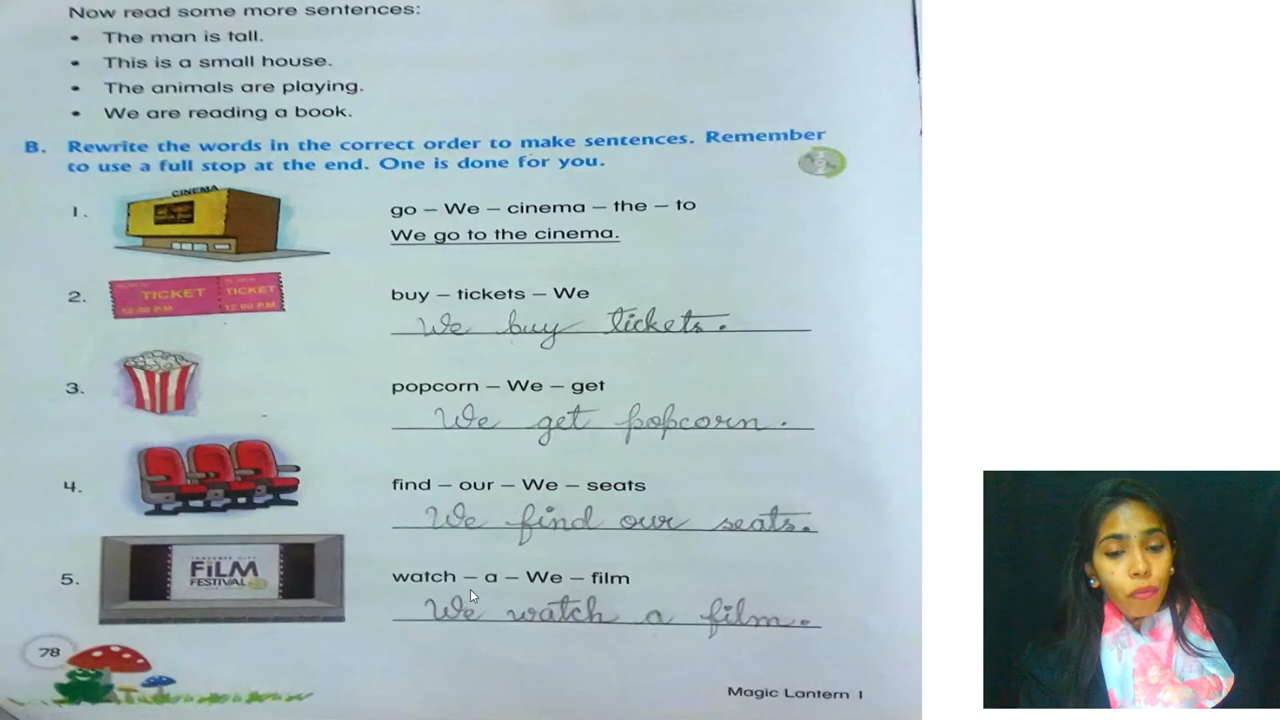 Now read some more sentences:
• The man is tall.
• This is a small house.
• The animals are playing.
• We are reading a book.
B. Rewrite the words in the correct order to make sentences. Remember
to use a full stop at the end. One is done for you.
CINEMA
1. go – We – cinema – the – to
We go to the cinema.
TICKET TICKET
12:00 P.M 12:00 P.M
2. buy – tickets – We
We buy tickets.
3. popcorn – We – get
We get popcorn.
4. find – our – We – seats
We find our seats.
FiLM
FESTIVAL
5. watch – a – We – film
We watch a film.
78
Magic Lantern 1